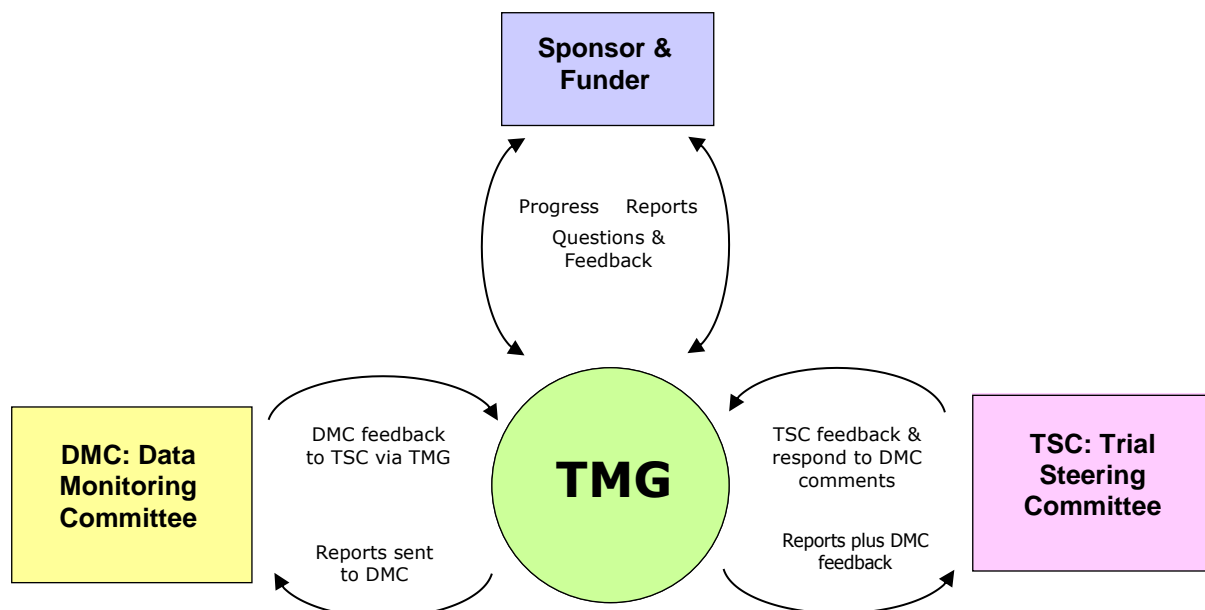 Sponsor &
Funder
Progress Reports
Questions &
Feedback
DMC: Data
Monitoring
Committee
DMC feedback
to TSC via TMG
Reports sent
to DMC
TMG
TSC feedback &
respond to DMC
comments
Reports plus DMC
feedback
TSC: Trial
Steering
Committee